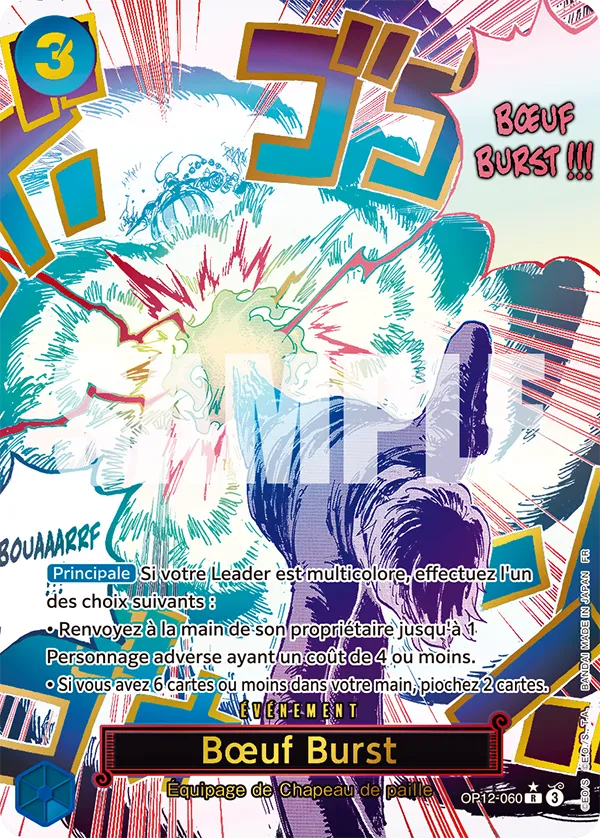 3
ゴゴ
BŒUF
BURST!!!
SAMPLE
BOUAAARRF
Principale Si votre Leader est multicolore, effectuez l'un
des choix suivants :
• Renvoyez à la main de son propriétaire jusqu'à 1
Personnage adverse ayant un coût de 4 ou moins.
• Si vous avez 6 cartes ou moins dans votre main, piochez 2 cartes.
ÉVÉNEMENT
Bœuf Burst
Équipage de Chapeau de paille
OP12-060 R 3
©E.O/S. ©E.O./S.,T.A. BANDAI MADE IN JAPAN FR